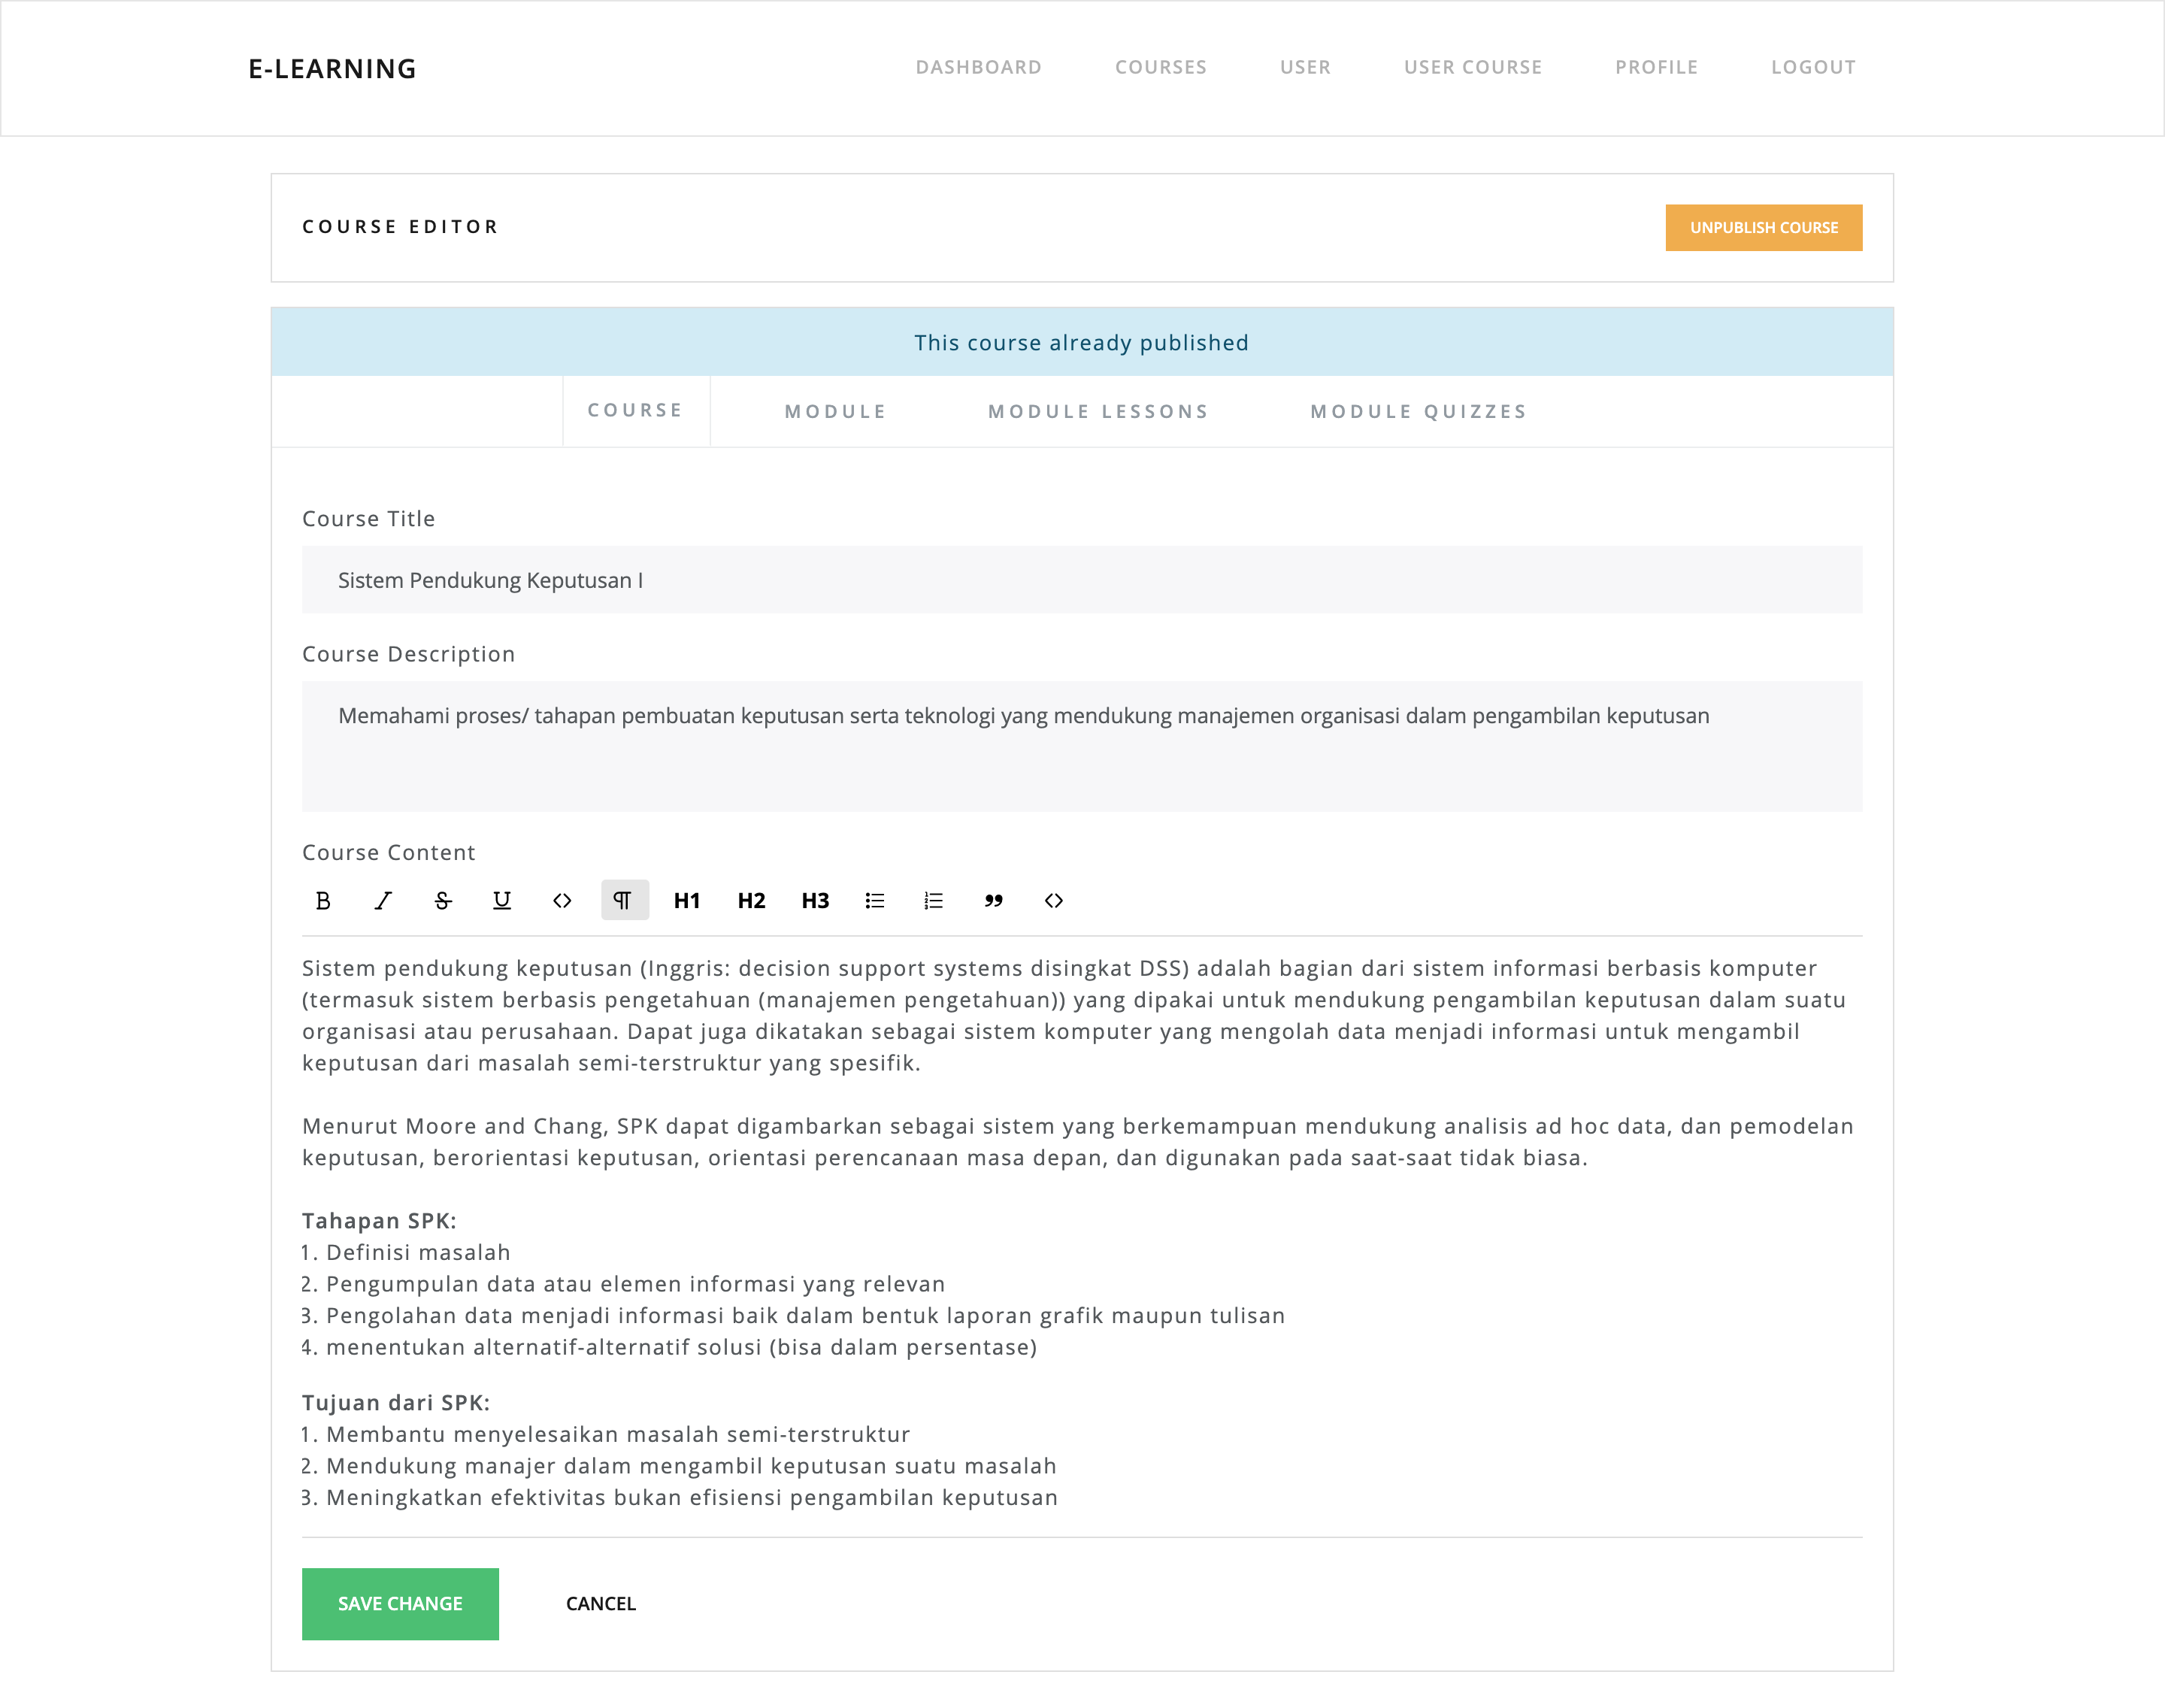 E-LEARNING
DASHBOARD COURSES USER USER COURSE PROFILE LOGOUT
COURSE EDITOR
UNPUBLISH COURSE
This course already published
COURSE MODULE MODULE LESSONS MODULE QUIZZES
Course Title
Sistem Pendukung Keputusan I
Course Description
Memahami proses/ tahapan pembuatan keputusan serta teknologi yang mendukung manajemen organisasi dalam pengambilan keputusan
Course Content
H1 H2 H3
Sistem pendukung keputusan (Inggris: decision support systems disingkat DSS) adalah bagian dari sistem informasi berbasis komputer
(termasuk sistem berbasis pengetahuan (manajemen pengetahuan)) yang dipakai untuk mendukung pengambilan keputusan dalam suatu
organisasi atau perusahaan. Dapat juga dikatakan sebagai sistem komputer yang mengolah data menjadi informasi untuk mengambil
keputusan dari masalah semi-terstruktur yang spesifik.
Menurut Moore and Chang, SPK dapat digambarkan sebagai sistem yang berkemampuan mendukung analisis ad hoc data, dan pemodelan
keputusan, berorientasi keputusan, orientasi perencanaan masa depan, dan digunakan pada saat-saat tidak biasa.
Tahapan SPK:
1. Definisi masalah
2. Pengumpulan data atau elemen informasi yang relevan
3. Pengolahan data menjadi informasi baik dalam bentuk laporan grafik maupun tulisan
4. menentukan alternatif-alternatif solusi (bisa dalam persentase)
Tujuan dari SPK:
1. Membantu menyelesaikan masalah semi-terstruktur
2. Mendukung manajer dalam mengambil keputusan suatu masalah
3. Meningkatkan efektivitas bukan efisiensi pengambilan keputusan
SAVE CHANGE CANCEL